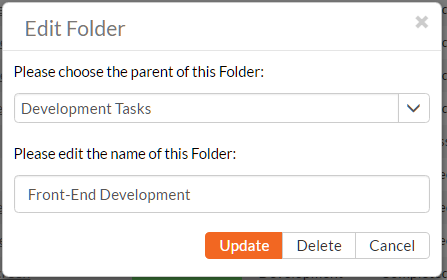 Edit Folder
Please choose the parent of this Folder:
Development Tasks
Please edit the name of this Folder:
Front-End Development
Update Delete Cancel